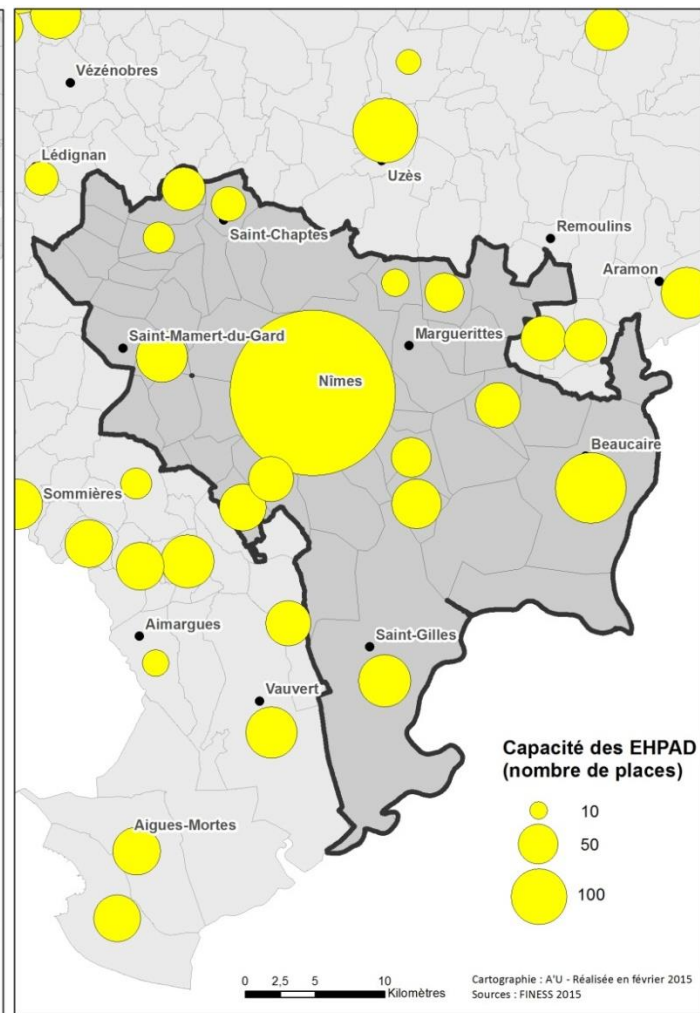 Vézénobres
Lédignan
Uzès
Saint-Chaptes
Remoulins
Aramon
Saint-Mamert-du-Gard
Marguerittes
Nîmes
Beaucaire
Sommières
Aimargues
Saint-Gilles
Vauvert
Capacité des EHPAD
(nombre de places)
10
50
100
Aigues-Mortes
0 2,5 5 10
Kilomètres
Cartographie : A'U - Réalisée en février 2015
Sources : FINESS 2015